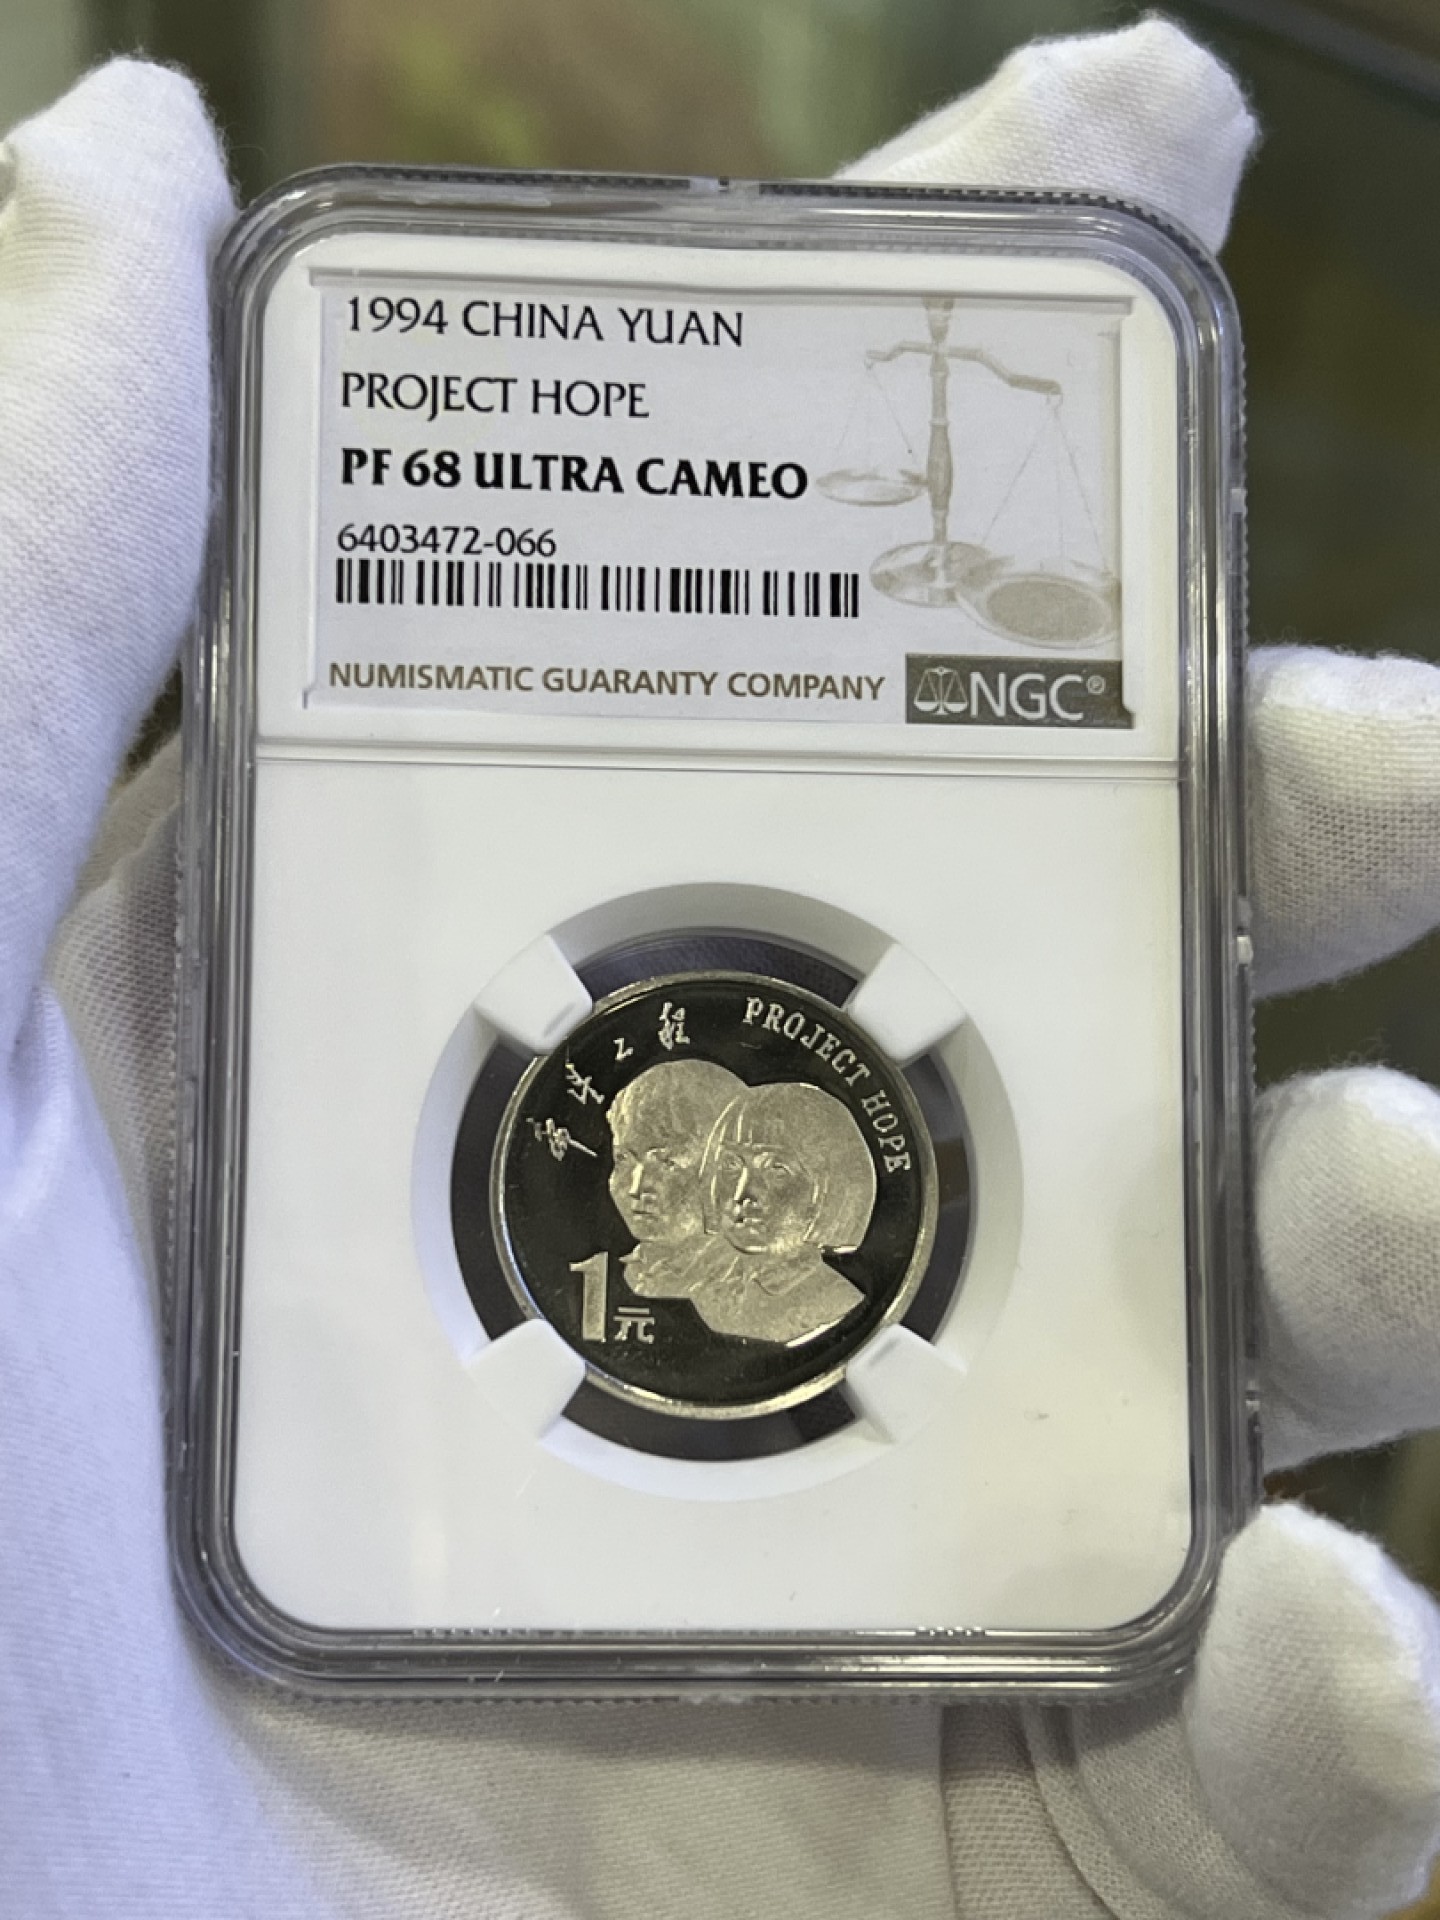 1994 CHINA YUAN
PROJECT HOPE
PF 68 ULTRA CAMEO
6403472-066
NUMISMATIC GUARANTY COMPANY
NGC®
PROJECT HOPE
1元